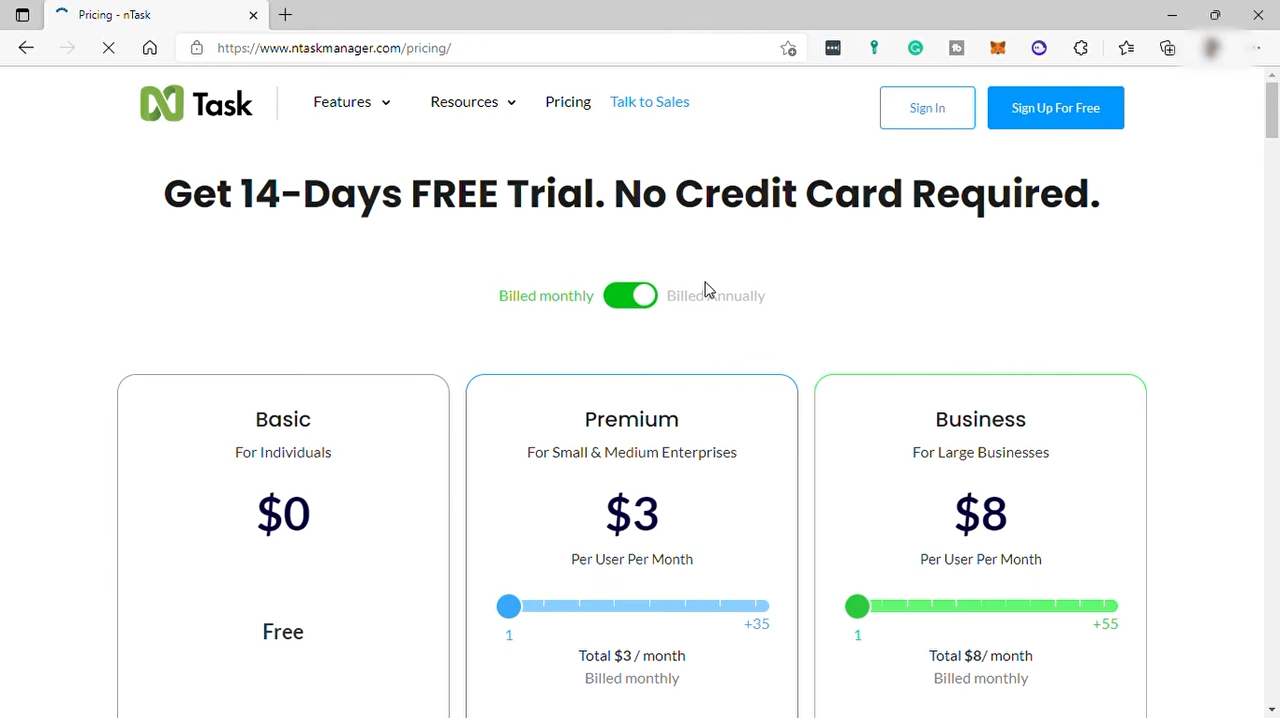 Pricing - nTask
https://www.ntaskmanager.com/pricing/
Task
Features
Resources
Pricing
Talk to Sales
Sign In
Sign Up For Free
Get 14-Days FREE Trial. No Credit Card Required.
Billed monthly
Billed Annually
Basic
For Individuals
$0
Free
Premium
For Small & Medium Enterprises
$3
Per User Per Month
+35
1
Total $3 / month
Billed monthly
Business
For Large Businesses
$8
Per User Per Month
+55
1
Total $8/ month
Billed monthly